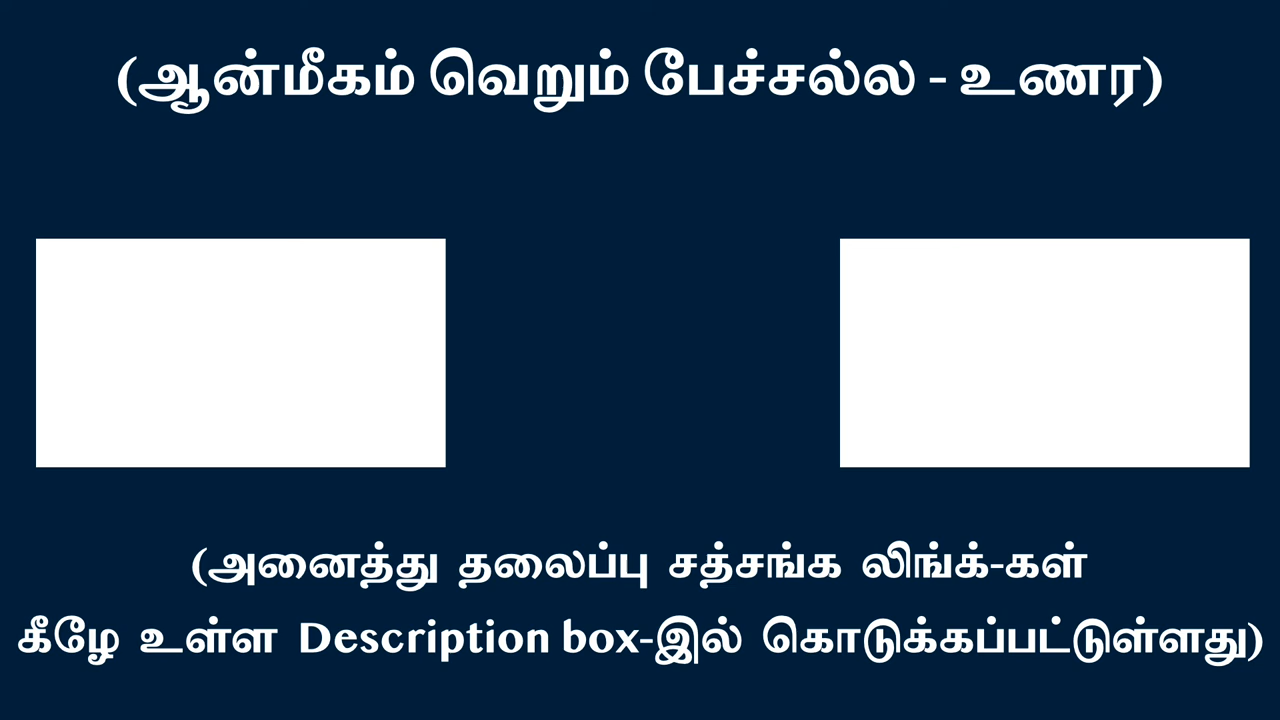 (ஆன்மீகம் வெறும் பேச்சல்ல - உணர)
(அனைத்து தலைப்பு சத்சங்க லிங்க்-கள்
கீழே உள்ள Description box-இல் கொடுக்கப்பட்டுள்ளது)